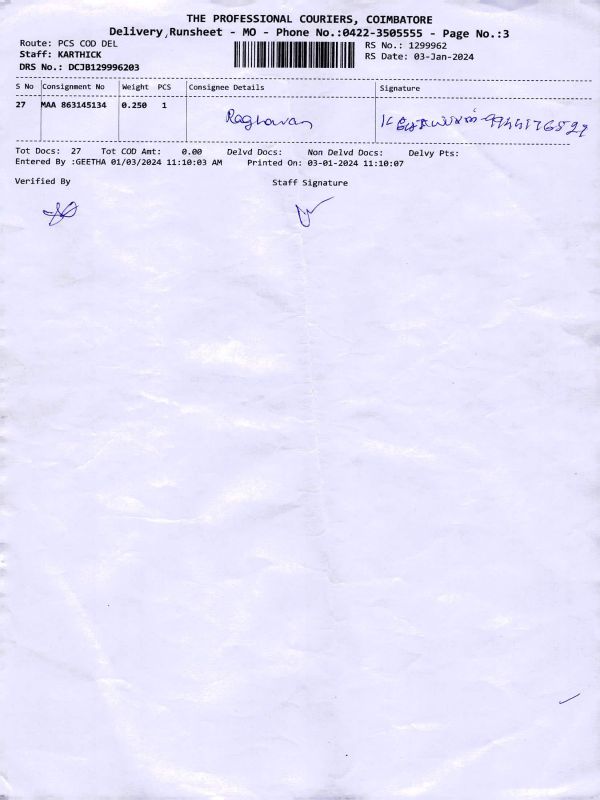 THE PROFESSIONAL COURIERS, COIMBATORE
Delivery Runsheet - MO - Phone No.:0422-3505555 - Page No.:3
Route: PCS COD DEL
RS No.: 1299962
Staff: KARTHICK
RS Date: 03-Jan-2024
DRS No.: DCJB129996203
S No Consignment No Weight PCS Consignee Details Signature
27 MAA 863145134 0.250 1 Raghavan
Tot Docs: 27 Tot COD Amt: 0.00 Delvd Docs: Non Delvd Docs: Delvy Pts:
Entered By :GEETHA 01/03/2024 11:10:03 AM Printed On: 03-01-2024 11:10:07
Verified By Staff Signature